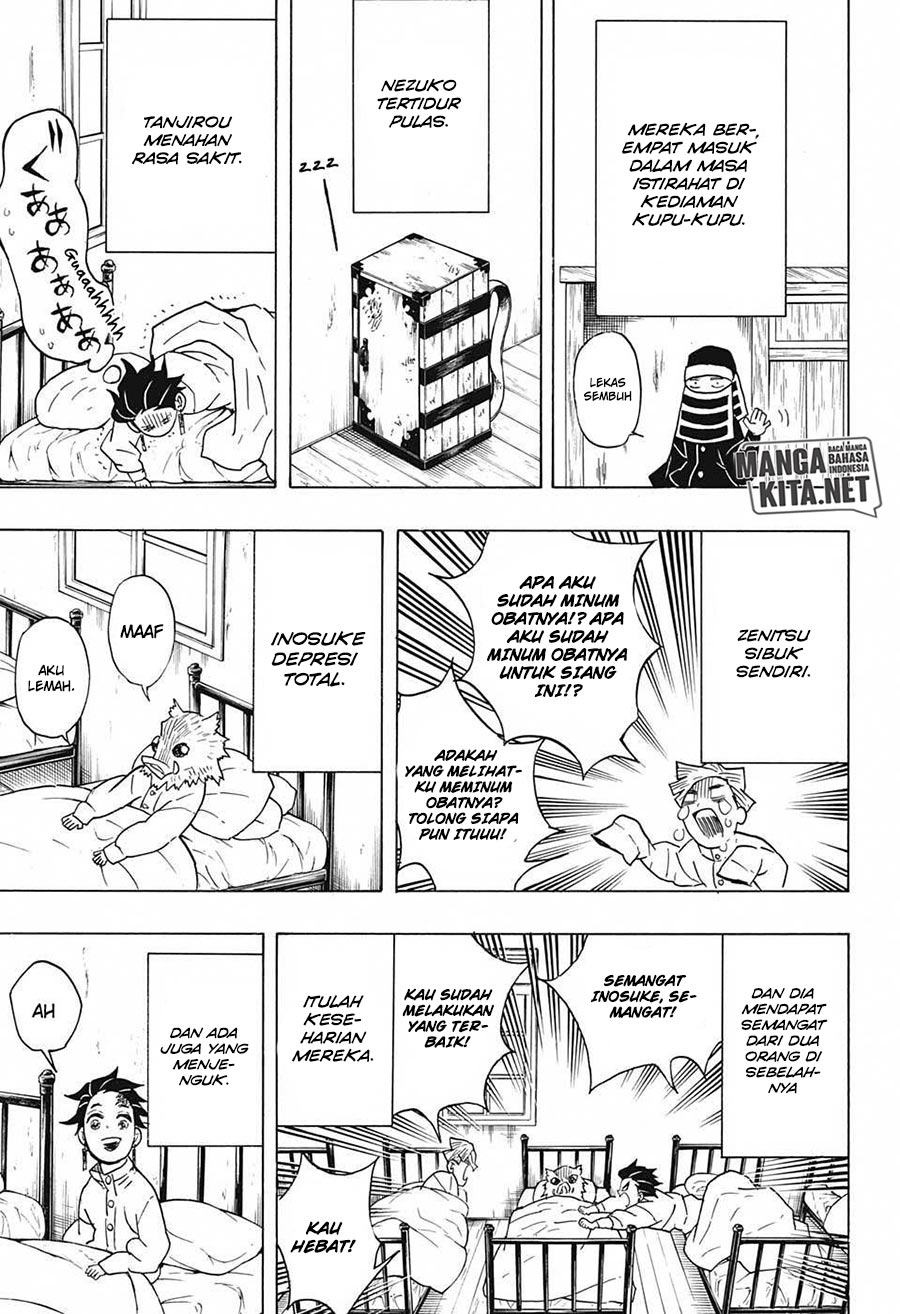 MEREKA BER-,
EMPAT MASUK
DALAM MASA
ISTIRAHAT DI
KEDIAMAN
KUPU-KUPU.
LEKAS
SEMBUH
NEZUKO
TERTIDUR
PULAS.
ZZZ
TANJIROU
MENAHAN
RASA SAKIT.
ぐああああああ
Guaaahhhhh
MANGA
KITA.NET
BACA MANGA
BAHASA
INDONESIA
ZENITSU
SIBUK
SENDIRI.
APA AKU
SUDAH MINUM
OBATNYA!? APA
AKU SUDAH
MINUM OBATNYA
UNTUK SIANG
INI!?
ADAKAH
YANG MELIHAT-
KU MEMINUM
OBATNYA?
TOLONG SIAPA
PUN ITUUU!
INOSUKE
DEPRESI
TOTAL.
MAAF
AKU
LEMAH.
DAN DIA
MENDAPAT
SEMANGAT
DARI DUA
ORANG DI
SEBELAH-
NYA
SEMANGAT
INOSUKE, SE-
MANGAT!
KAU SUDAH
MELAKUKAN
YANG TER-
BAIK!
KAU
HEBAT!
ITULAH
KESE-
HARIAN
MEREKA.
DAN ADA
JUGA YANG
MENJE-
NGUK.
AH